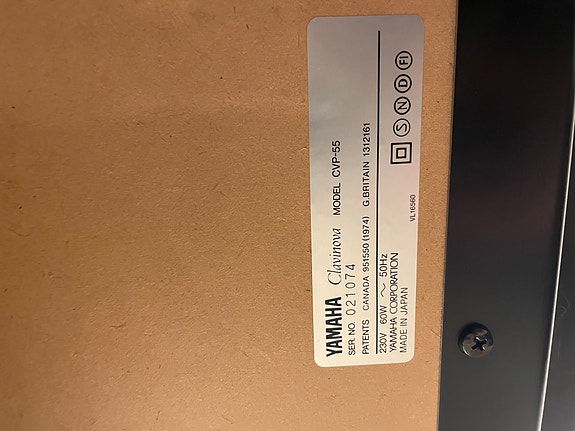 YAMAHA Clavinova MODEL CVP-55
SER. NO. 021074
PATENTS CANADA 951550 (1974) G.BRITAIN 1312161
230V 60W ~ 50Hz
YAMAHA CORPORATION
MADE IN JAPAN
VL16560
S N D FI